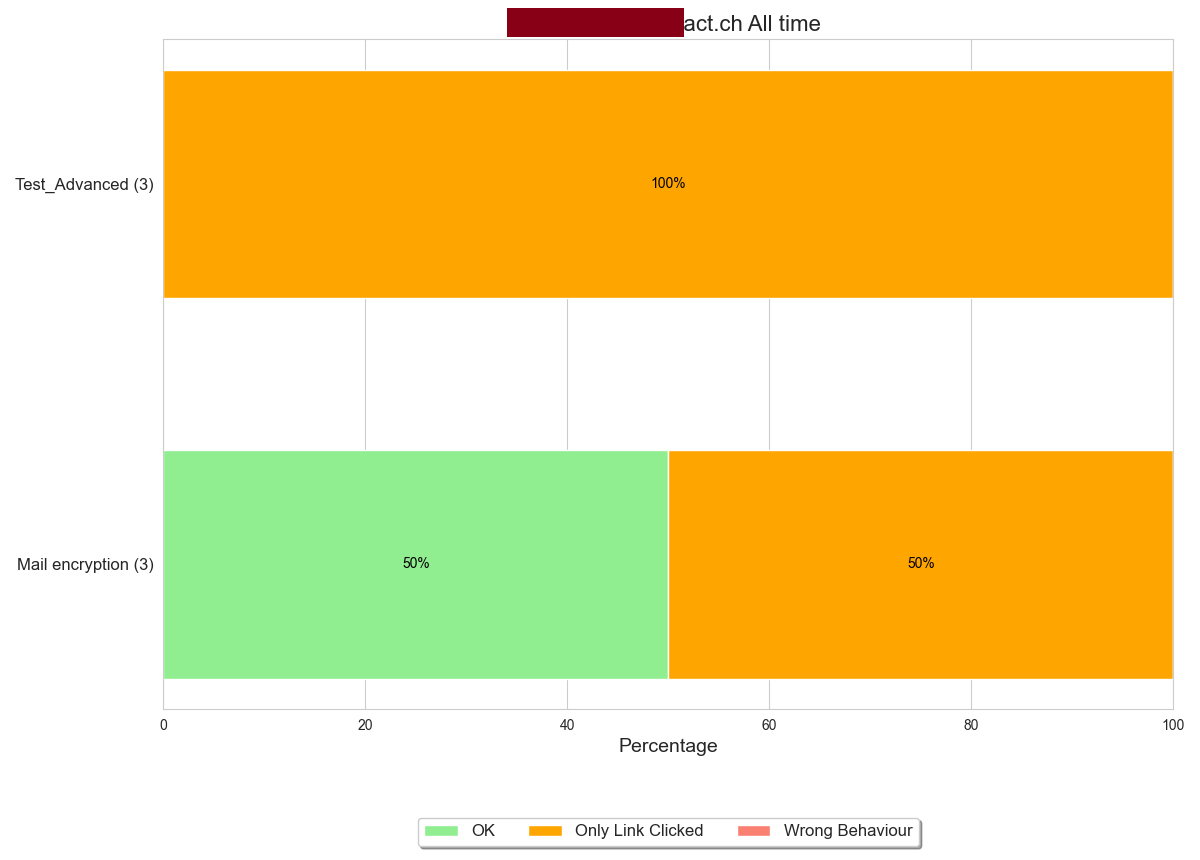 act.ch All time
Test_Advanced (3)
100%
Mail encryption (3)
50%
50%
0
20
40
60
80
100
Percentage
OK
Only Link Clicked
Wrong Behaviour